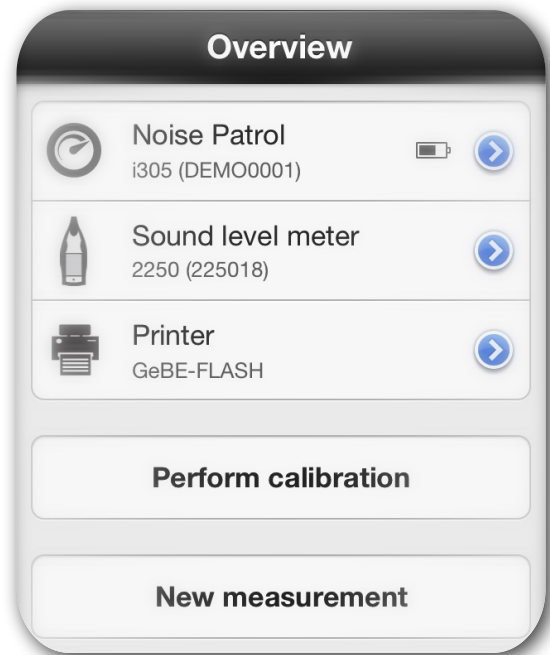 Overview
Noise Patrol
i305 (DEMO0001)
Sound level meter
2250 (225018)
Printer
GeBE-FLASH
Perform calibration
New measurement